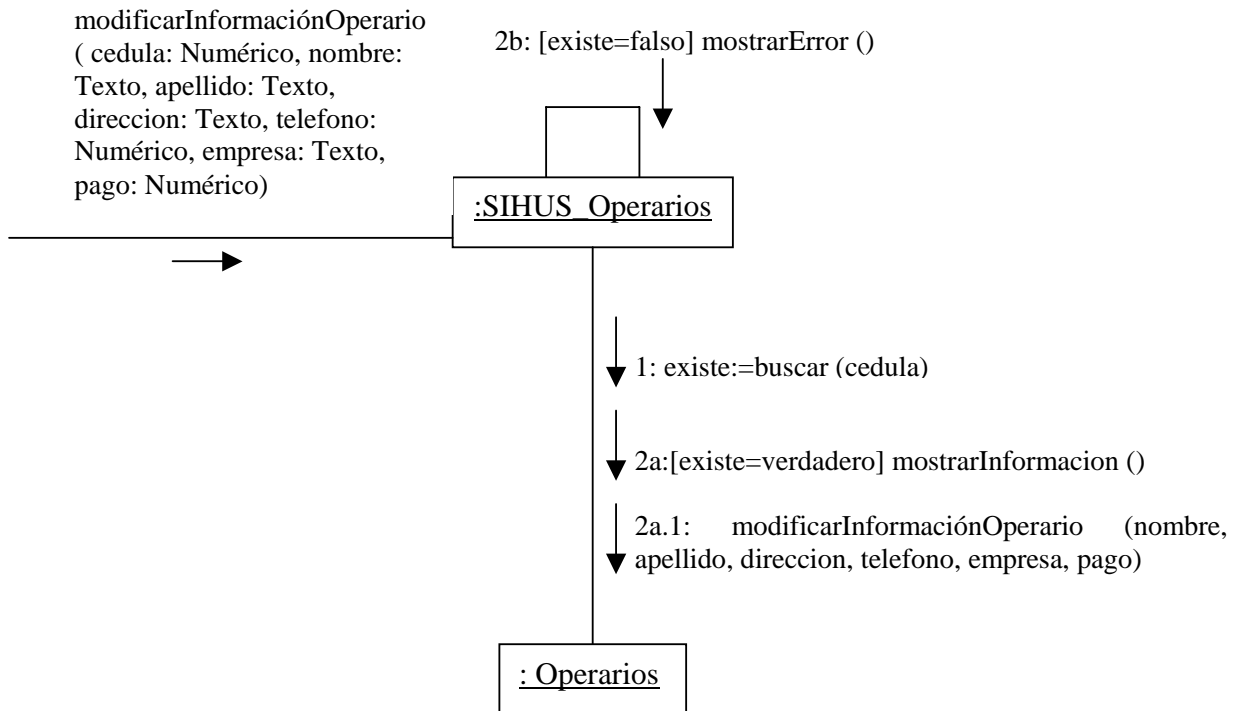 modificarInformaciónOperario
( cedula: Numérico, nombre:
Texto, apellido: Texto,
direccion: Texto, telefono:
Numérico, empresa: Texto,
pago: Numérico)
2b: [existe=falso] mostrarError ()
:SIHUS_Operarios
1: existe:=buscar (cedula)
2a:[existe=verdadero] mostrarInformacion ()
2a.1: modificarInformaciónOperario (nombre,
apellido, direccion, telefono, empresa, pago)
: Operarios